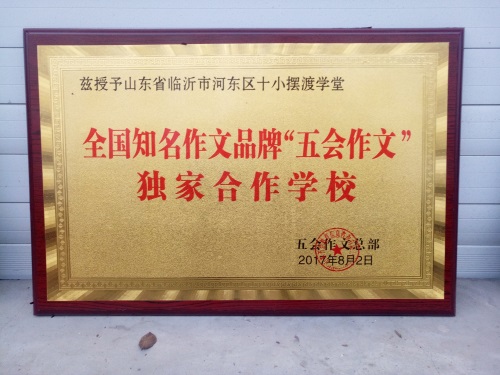 兹授予山东省临沂市河东区十小摆渡学堂
全国知名作文品牌“五会作文”
独家合作学校
五会作文总部
2017年8月2日